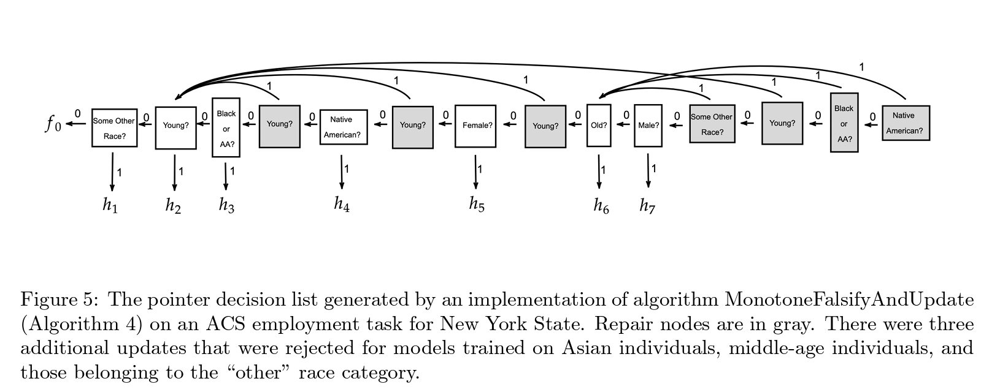 1
1
1
1
1
1
1
f₀
0
Some Other
Race?
0
Young?
0
Black
or
AA?
0
Young?
0
Native
American?
0
Young?
0
Female?
0
Young?
0
Old?
0
Male?
0
Some Other
Race?
0
Young?
0
Black
or
AA?
0
Native
American?
1
1
1
1
1
1
1
h₁
h₂
h₃
h₄
h₅
h₆
h₇
Figure 5: The pointer decision list generated by an implementation of algorithm MonotoneFalsifyAndUpdate
(Algorithm 4) on an ACS employment task for New York State. Repair nodes are in gray. There were three
additional updates that were rejected for models trained on Asian individuals, middle-age individuals, and
those belonging to the “other” race category.